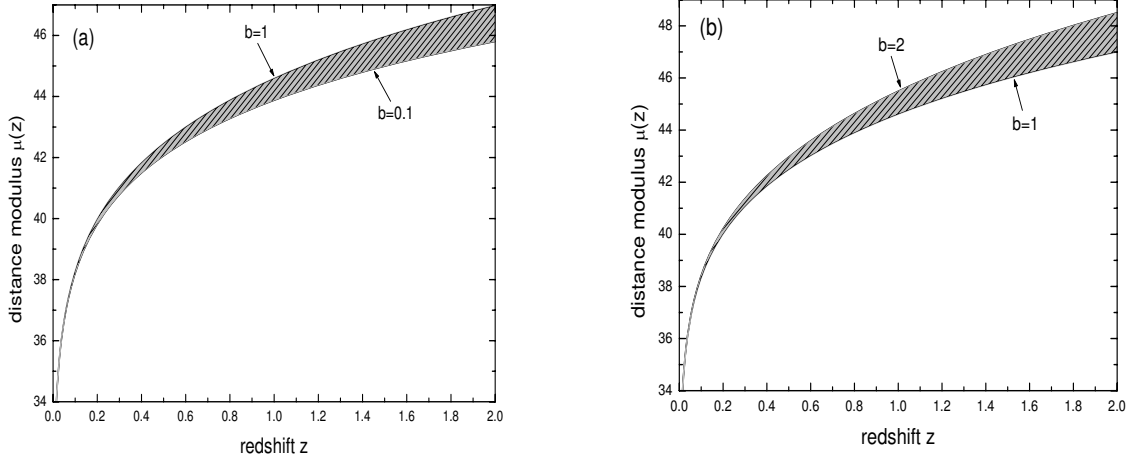 (a)
b=1
b=0.1
distance modulus μ(z)
46
44
42
40
38
36
34
0.0 0.2 0.4 0.6 0.8 1.0 1.2 1.4 1.6 1.8 2.0
redshift z
(b)
b=2
b=1
distance modulus μ(z)
48
46
44
42
40
38
36
34
0.0 0.2 0.4 0.6 0.8 1.0 1.2 1.4 1.6 1.8 2.0
redshift z